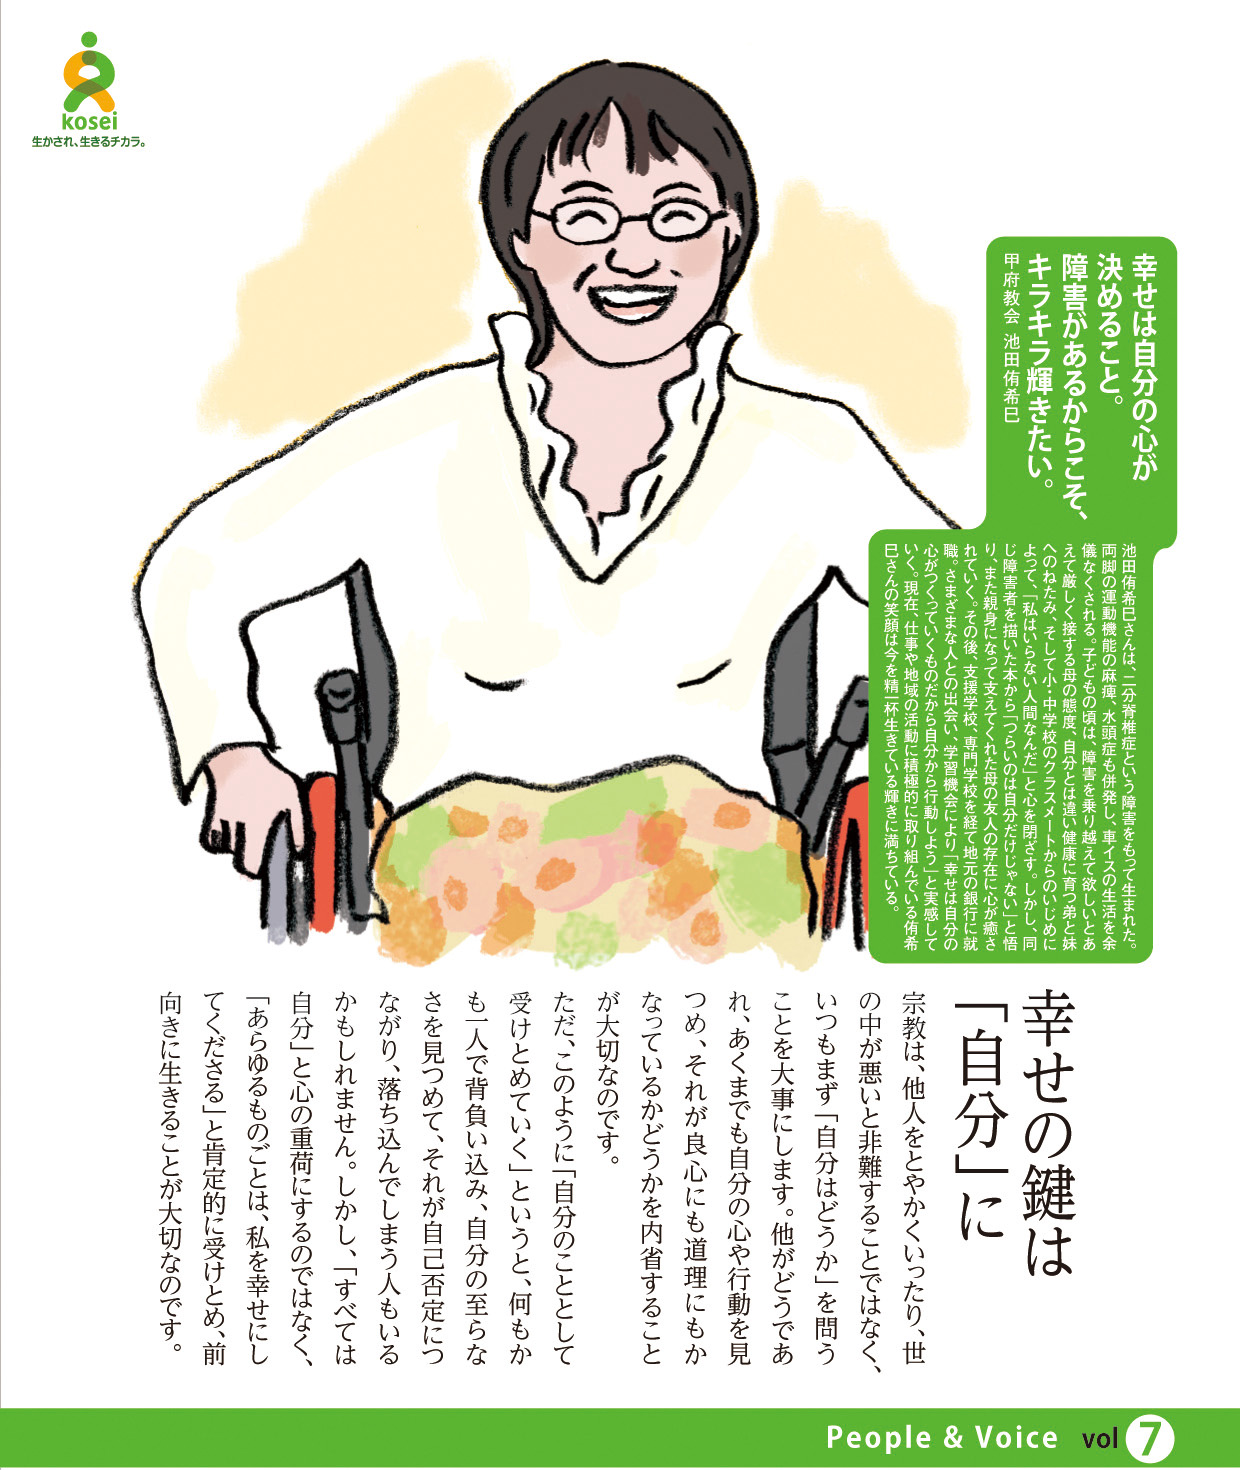 kosei
生かされ、生きるチカラ。
幸せは自分の心が
決めること。
障害があるからこそ、
キラキラ輝きたい。
甲府教会 池田侑希巳
池田侑希巳さんは、二分脊椎症という障害をもって生まれた。
両脚の運動機能の麻痺、水頭症も併発し、車イスの生活を余
儀なくされる。子どもの頃は、障害を乗り越えて欲しいとあ
えて厳しく接する母の態度、自分とは違い健康に育つ弟と妹
へのねたみ、そして小・中学校のクラスメートからのいじめに
よって、「私はいらない人間なんだ」と心を閉ざす。しかし、同
じ障害者を描いた本から「つらいのは自分だけじゃない」と悟
り、また親身になって支えてくれた母の友人の存在に心が癒さ
れていく。その後、支援学校、専門学校を経て地元の銀行に就
職。さまざまな人との出会い、学習機会により「幸せは自分の
心がつくっていくものだから自分から行動しよう」と実感して
いく。現在、仕事や地域の活動に積極的に取り組んでいる侑希
巳さんの笑顔は今を精一杯生きている輝きに満ちている。
幸せの鍵は
「自分」に
宗教は、他人をとやかくいったり、世
の中が悪いと非難することではなく、
いつもまず「自分はどうか」を問う
ことを大事にします。他がどうであ
れ、あくまでも自分の心や行動を見
つめ、それが良心にも道理にもか
なっているかどうかを内省すること
が大切なのです。
ただ、このように「自分のこととして
受けとめていく」というと、何もか
も一人で背負い込み、自分の至らな
さを見つめて、それが自己否定につ
ながり、落ち込んでしまう人もいる
かもしれません。しかし、「すべては
自分」と心の重荷にするのではなく、
「あらゆるものごとは、私を幸せにし
てくださる」と肯定的に受けとめ、前
向きに生きることが大切なのです。
People & Voice vol 7